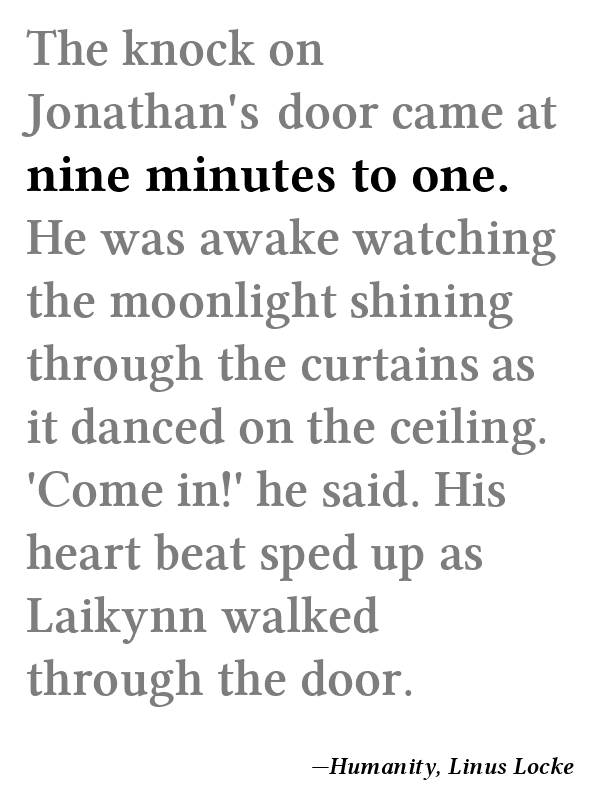 The knock on
Jonathan's door came at
nine minutes to one.
He was awake watching
the moonlight shining
through the curtains as
it danced on the ceiling.
'Come in!' he said. His
heart beat sped up as
Laikynn walked
through the door.
—Humanity, Linus Locke